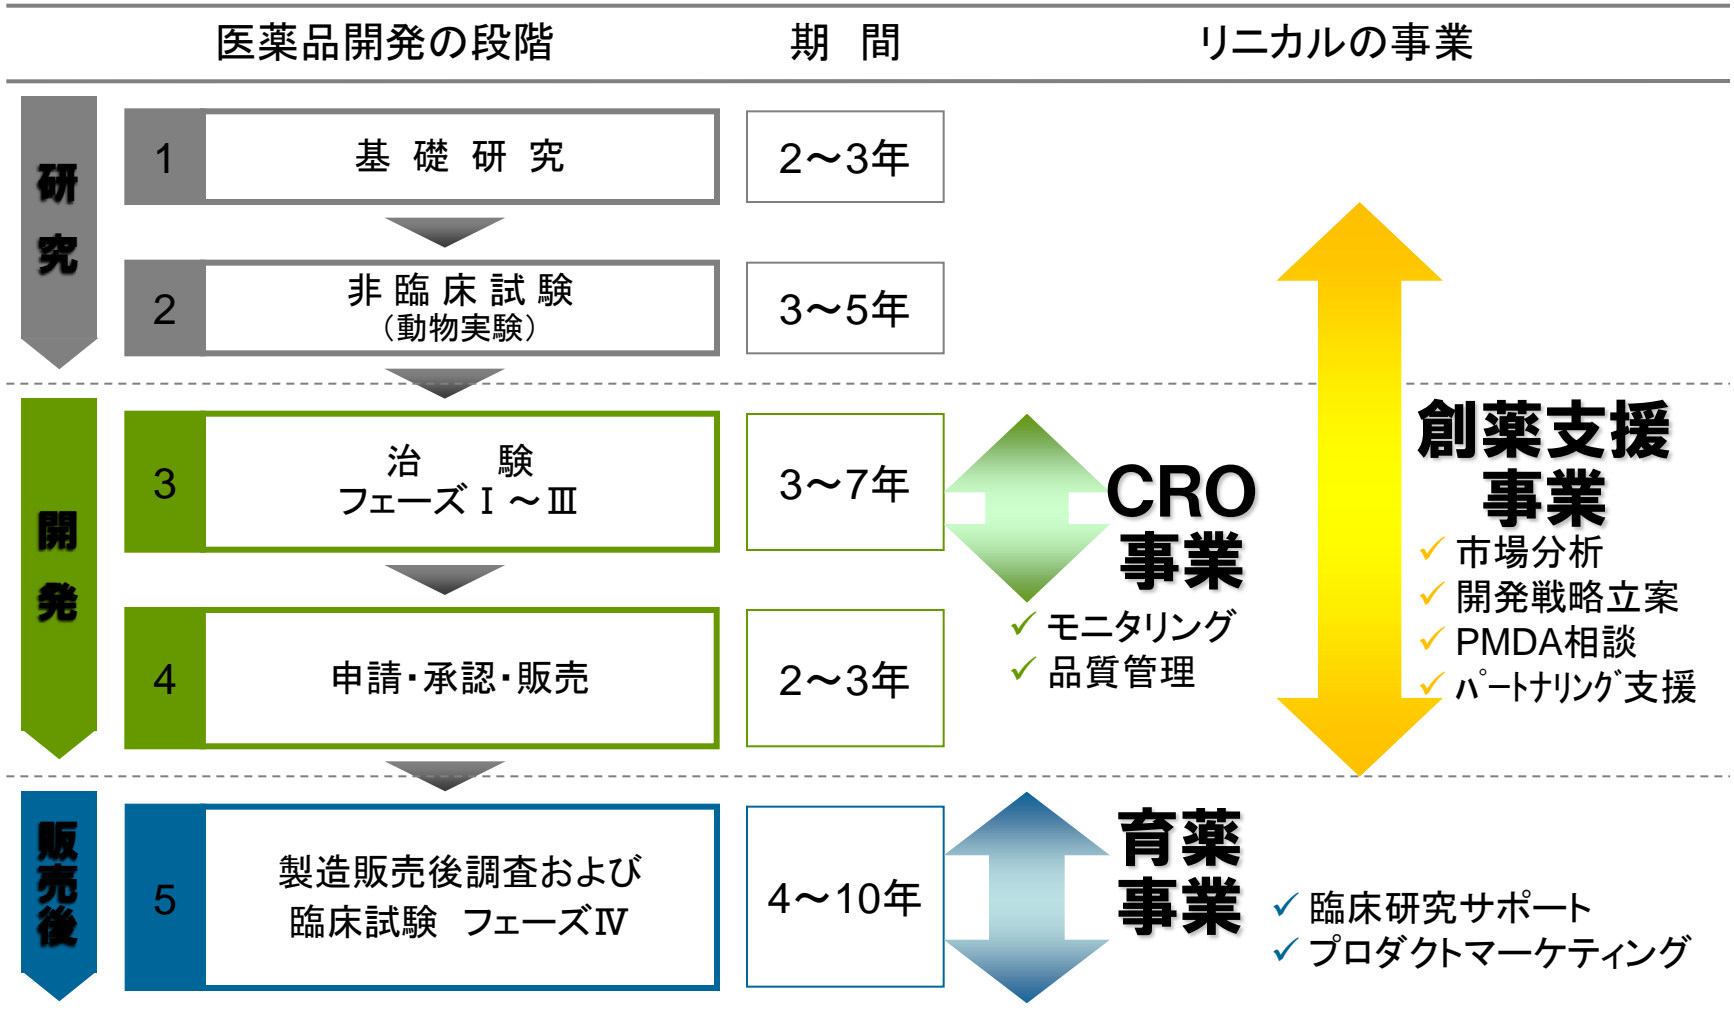 医薬品開発の段階
期 間
リニカルの事業
研究
1
基 礎 研 究
2～3年
2
非 臨 床 試 験
（動物実験）
3～5年
開発
3
治 験
フェーズⅠ～Ⅲ
3～7年
CRO
事業
✓ モニタリング
✓ 品質管理
創薬支援
事業
✓ 市場分析
✓ 開発戦略立案
✓ PMDA相談
✓ ﾊﾟｰﾄﾅﾘﾝｸﾞ支援
4
申請・承認・販売
2～3年
販売後
5
製造販売後調査および
臨床試験 フェーズⅣ
4～10年
育薬
事業
✓ 臨床研究サポート
✓ プロダクトマーケティング